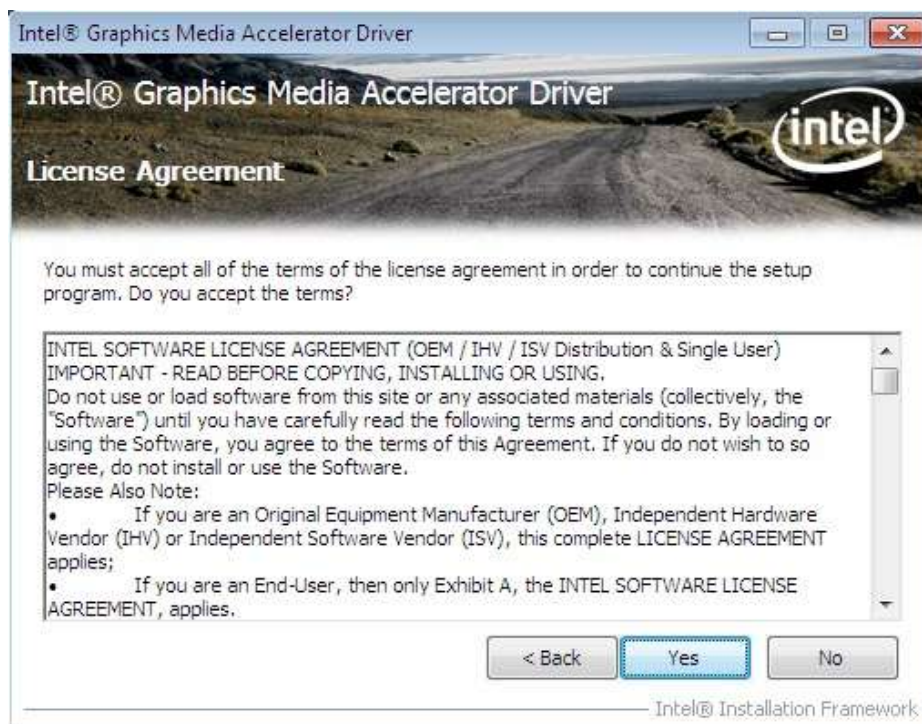 Intel® Graphics Media Accelerator Driver
Intel® Graphics Media Accelerator Driver
intel
License Agreement
You must accept all of the terms of the license agreement in order to continue the setup
program. Do you accept the terms?
INTEL SOFTWARE LICENSE AGREEMENT (OEM / IHV / ISV Distribution & Single User)
IMPORTANT - READ BEFORE COPYING, INSTALLING OR USING.
Do not use or load software from this site or any associated materials (collectively, the
"Software") until you have carefully read the following terms and conditions. By loading or
using the Software, you agree to the terms of this Agreement. If you do not wish to so
agree, do not install or use the Software.
Please Also Note:
• If you are an Original Equipment Manufacturer (OEM), Independent Hardware
Vendor (IHV) or Independent Software Vendor (ISV), this complete LICENSE AGREEMENT
applies;
• If you are an End-User, then only Exhibit A, the INTEL SOFTWARE LICENSE
AGREEMENT, applies.
< Back Yes No
Intel® Installation Framework